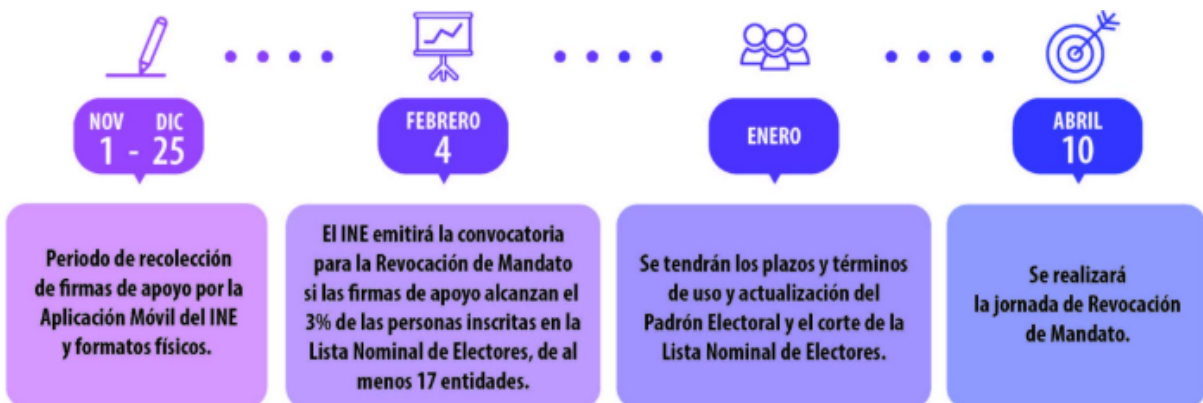 NOV DIC
1 - 25
Periodo de recolección
de firmas de apoyo por la
Aplicación Móvil del INE
y formatos físicos.
FEBRERO
4
El INE emitirá la convocatoria
para la Revocación de Mandato
si las firmas de apoyo alcanzan el
3% de las personas inscritas en la
Lista Nominal de Electores, de al
menos 17 entidades.
ENERO
Se tendrán los plazos y términos
de uso y actualización del
Padrón Electoral y el corte de la
Lista Nominal de Electores.
ABRIL
10
Se realizará
la jornada de Revocación
de Mandato.